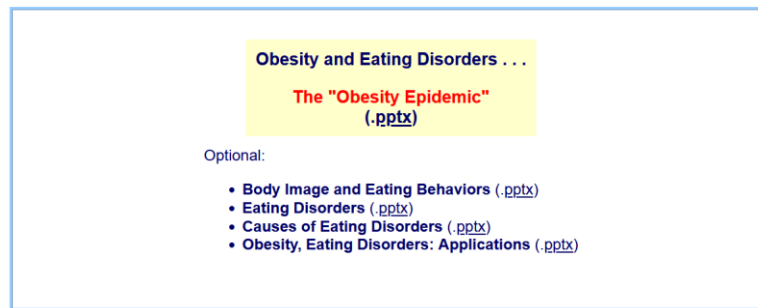 Obesity and Eating Disorders . . .
The "Obesity Epidemic"
(.pptx)
Optional:
• Body Image and Eating Behaviors (.pptx)
• Eating Disorders (.pptx)
• Causes of Eating Disorders (.pptx)
• Obesity, Eating Disorders: Applications (.pptx)